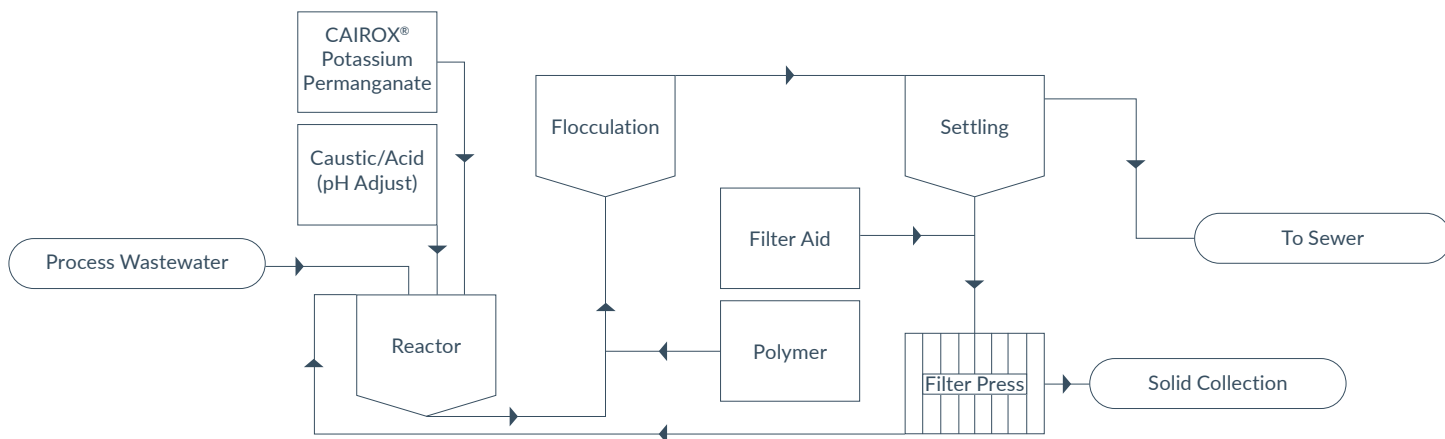 CAIROX®
Potassium
Permanganate
Caustic/Acid
(pH Adjust)
Process Wastewater
Reactor
Flocculation
Settling
Filter Aid
Polymer
To Sewer
Filter Press
Solid Collection